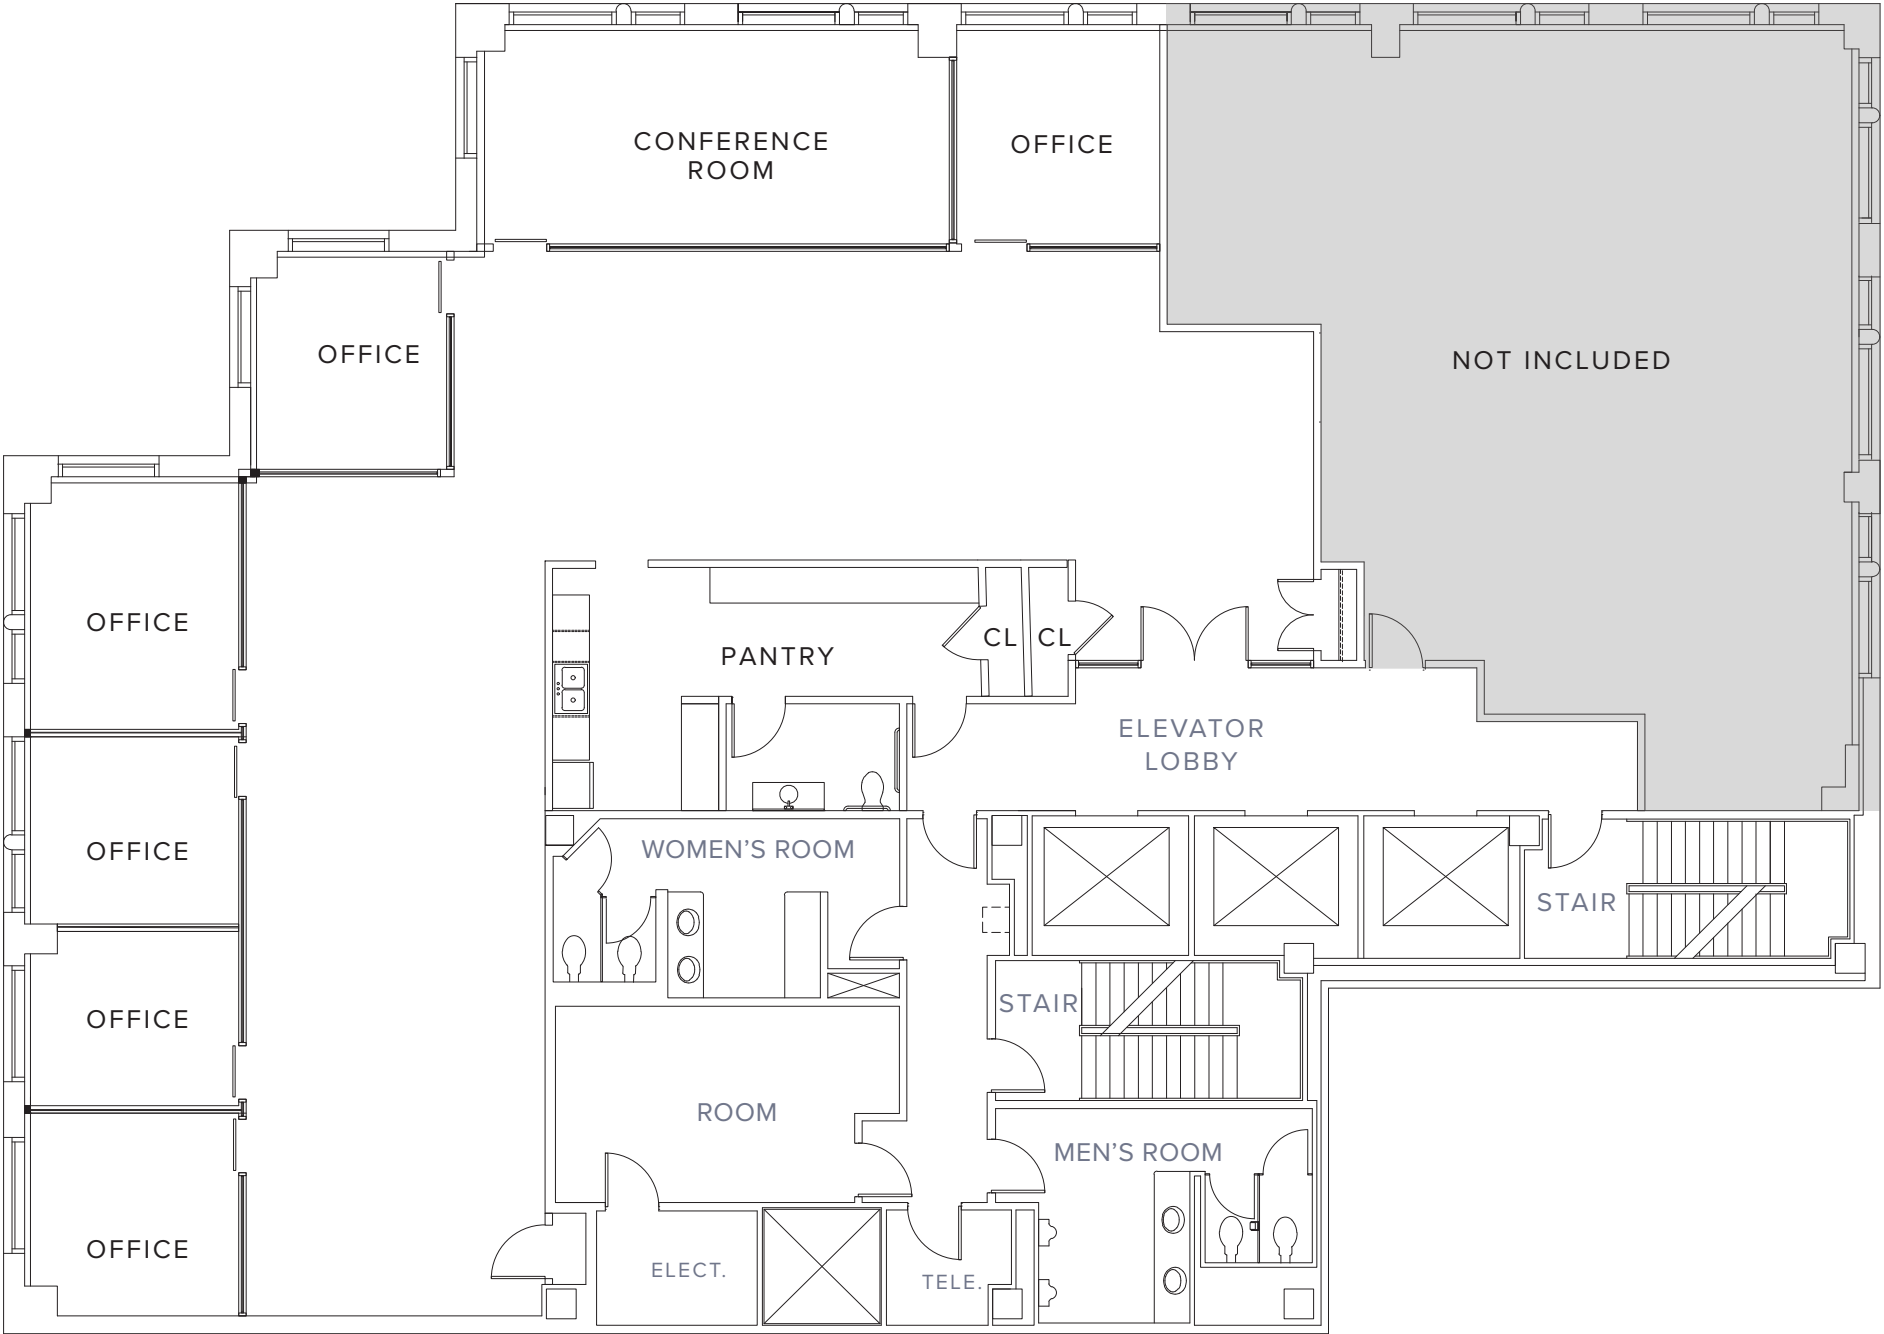 CONFERENCE
ROOM
OFFICE
OFFICE
NOT INCLUDED
OFFICE
CL
CL
PANTRY
ELEVATOR
LOBBY
OFFICE
WOMEN'S ROOM
STAIR
STAIR
OFFICE
ROOM
MEN'S ROOM
OFFICE
ELECT.
TELE.